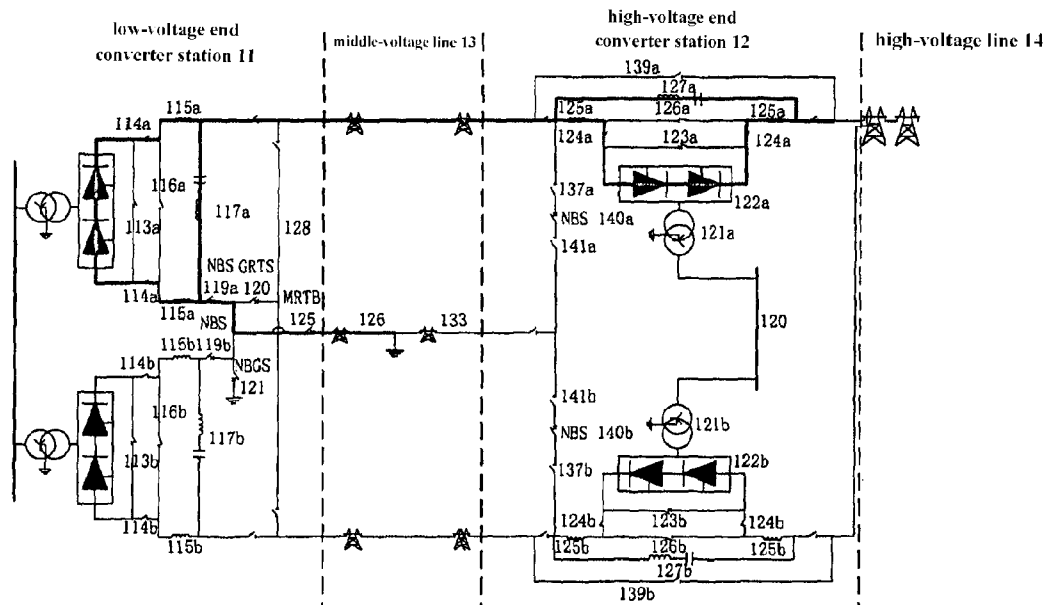 low-voltage end
converter station 11
middle-voltage line 13
high-voltage end
converter station 12
high-voltage line 14
139a
127a
115a
125a
126a
125a
114a
124a
123a
124a
116a
137a
122a
117a
113a
128
NBS 140a
121a
141a
NBS GRTS
114a
119a
120
115a
MRTB
NBS
125
126
133
120
115b
119b
114b
NBGS
121
141b
116b
NBS 140b
121b
117b
113b
137b
122b
114b
124b
123b
124b
115b
125b
126b
125b
127b
139b